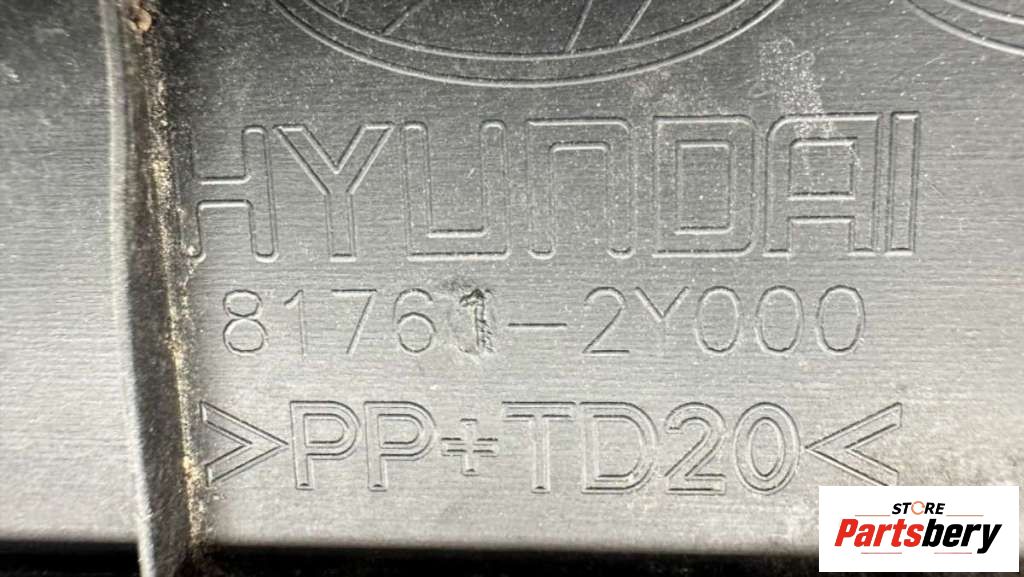 HYUNDAI
81761-2Y000
>PP+TD20<
STORE
Partsbery